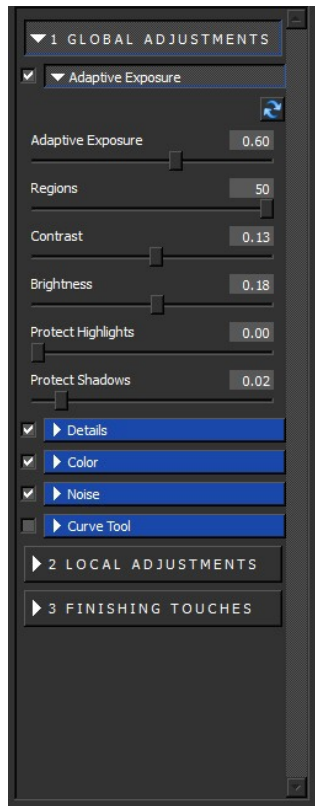 1 GLOBAL ADJUSTMENTS
Adaptive Exposure
Adaptive Exposure 0.60
Regions 50
Contrast 0.13
Brightness 0.18
Protect Highlights 0.00
Protect Shadows 0.02
Details
Color
Noise
Curve Tool
2 LOCAL ADJUSTMENTS
3 FINISHING TOUCHES